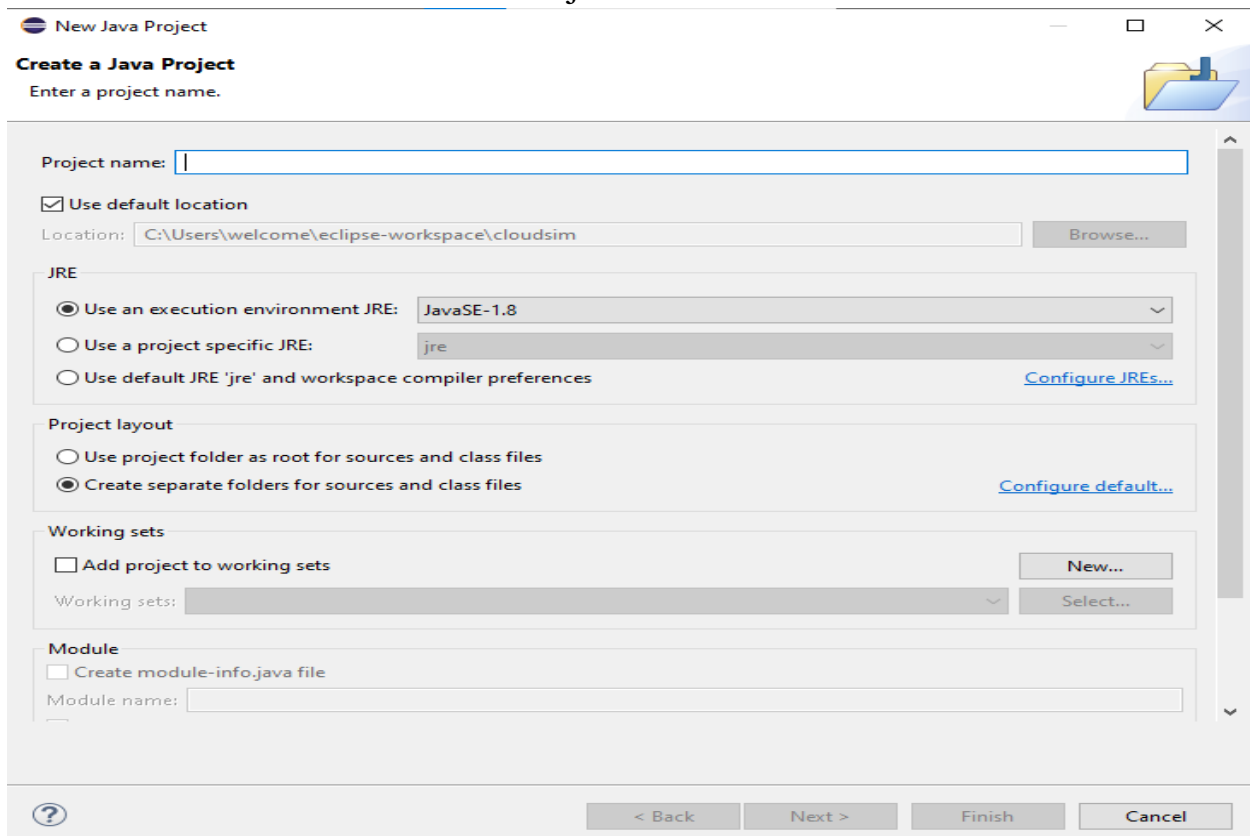 New Java Project
Create a Java Project
Enter a project name.
Project name:
Use default location
Location: C:\Users\welcome\eclipse-workspace\cloudsim Browse...
JRE
Use an execution environment JRE: JavaSE-1.8
Use a project specific JRE: jre
Use default JRE 'jre' and workspace compiler preferences Configure JREs...
Project layout
Use project folder as root for sources and class files
Create separate folders for sources and class files Configure default...
Working sets
Add project to working sets New...
Working sets: Select...
Module
Create module-info.java file
Module name:
? < Back Next > Finish Cancel